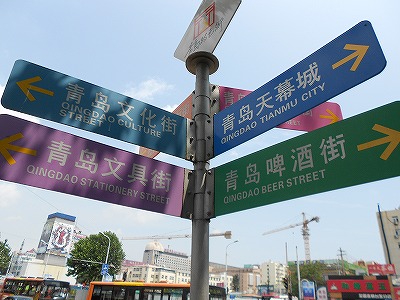 青岛文化街
QINGDAO CULTURE
STREET
青岛天幕城
QINGDAO TIANMU CITY
青岛文具街
QINGDAO STATIONERY STREET
青岛啤酒街
QINGDAO BEER STREET